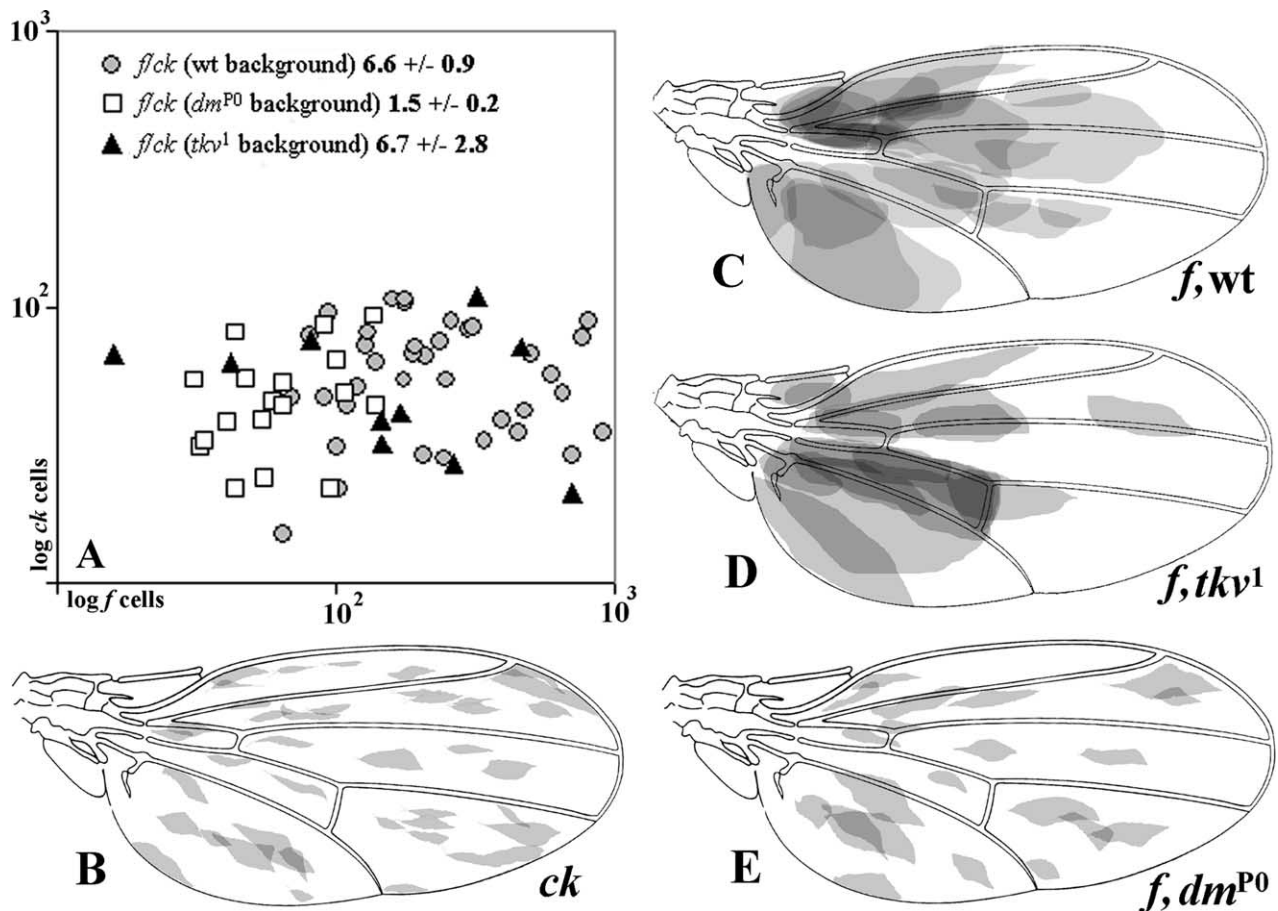 10³
f/ck (wt background) 6.6 +/- 0.9
f/ck (dmᴾ⁰ background) 1.5 +/- 0.2
f/ck (tkv¹ background) 6.7 +/- 2.8
10²
log ck cells
A
log f cells
10²
10³
C
f, wt
D
f, tkv¹
B
ck
E
f, dmᴾ⁰